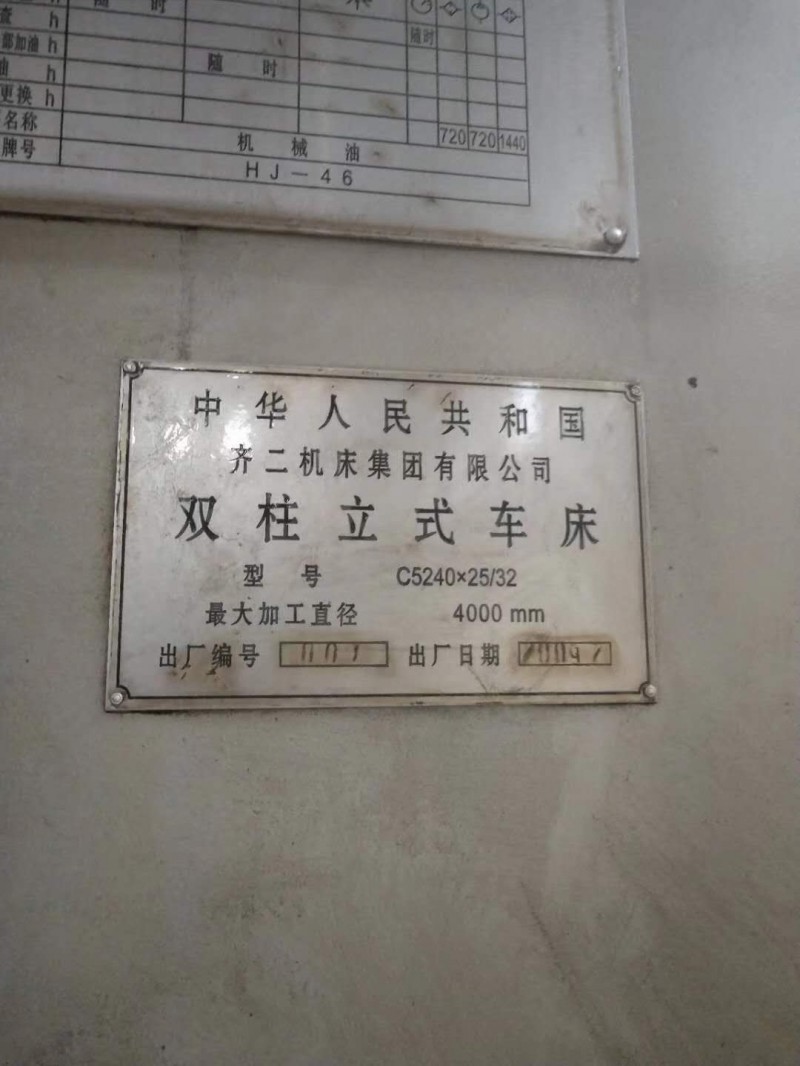 随 时
查 h
部加油 h 随时
油 h 随 时
更换 h
名称 720 720 1440
牌号 机 械 油
HJ-46
中华人民共和国
齐二机床集团有限公司
双柱立式车床
型 号 C5240×25/32
最大加工直径 4000 mm
出厂编号 001 出厂日期